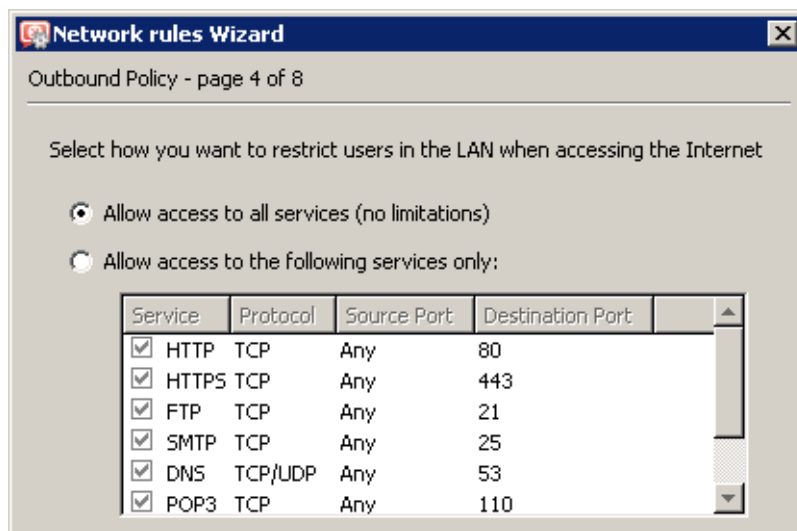 Network rules Wizard
Outbound Policy - page 4 of 8
Select how you want to restrict users in the LAN when accessing the Internet
Allow access to all services (no limitations)
Allow access to the following services only:
Service Protocol Source Port Destination Port
HTTP TCP Any 80
HTTPS TCP Any 443
FTP TCP Any 21
SMTP TCP Any 25
DNS TCP/UDP Any 53
POP3 TCP Any 110